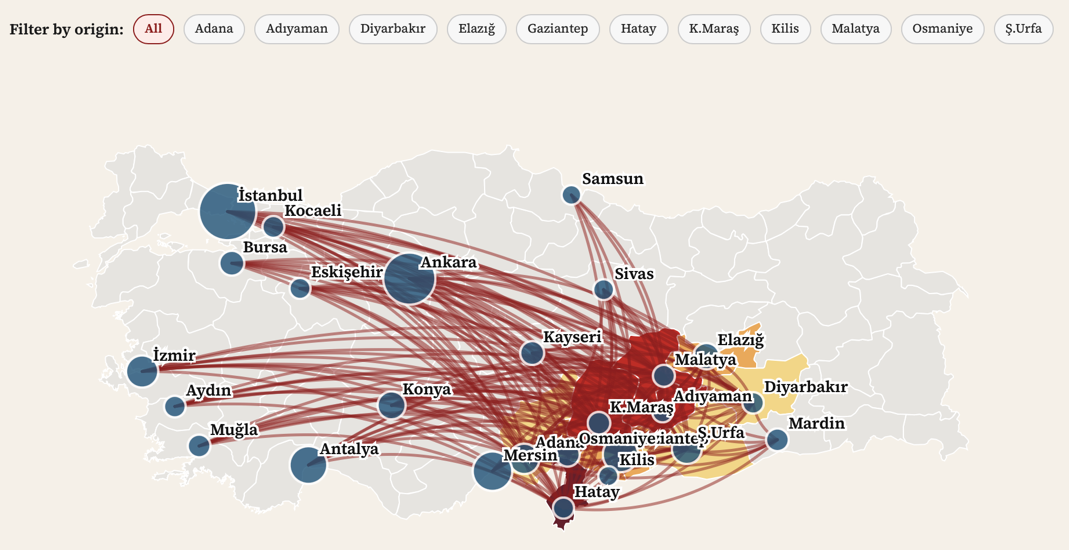 Filter by origin: All Adana Adıyaman Diyarbakır Elazığ Gaziantep Hatay K.Maraş Kilis Malatya Osmaniye Ş.Urfa
Samsun
İstanbul
Kocaeli
Bursa
Ankara
Eskişehir
Sivas
Kayseri
Elazığ
İzmir
Malatya
Aydın
Konya
Adıyaman
Diyarbakır
K.Maraş
Mardin
Muğla
Antalya
Adana
Osmaniye
Ş.Urfa
Mersin
Kilis
Hatay